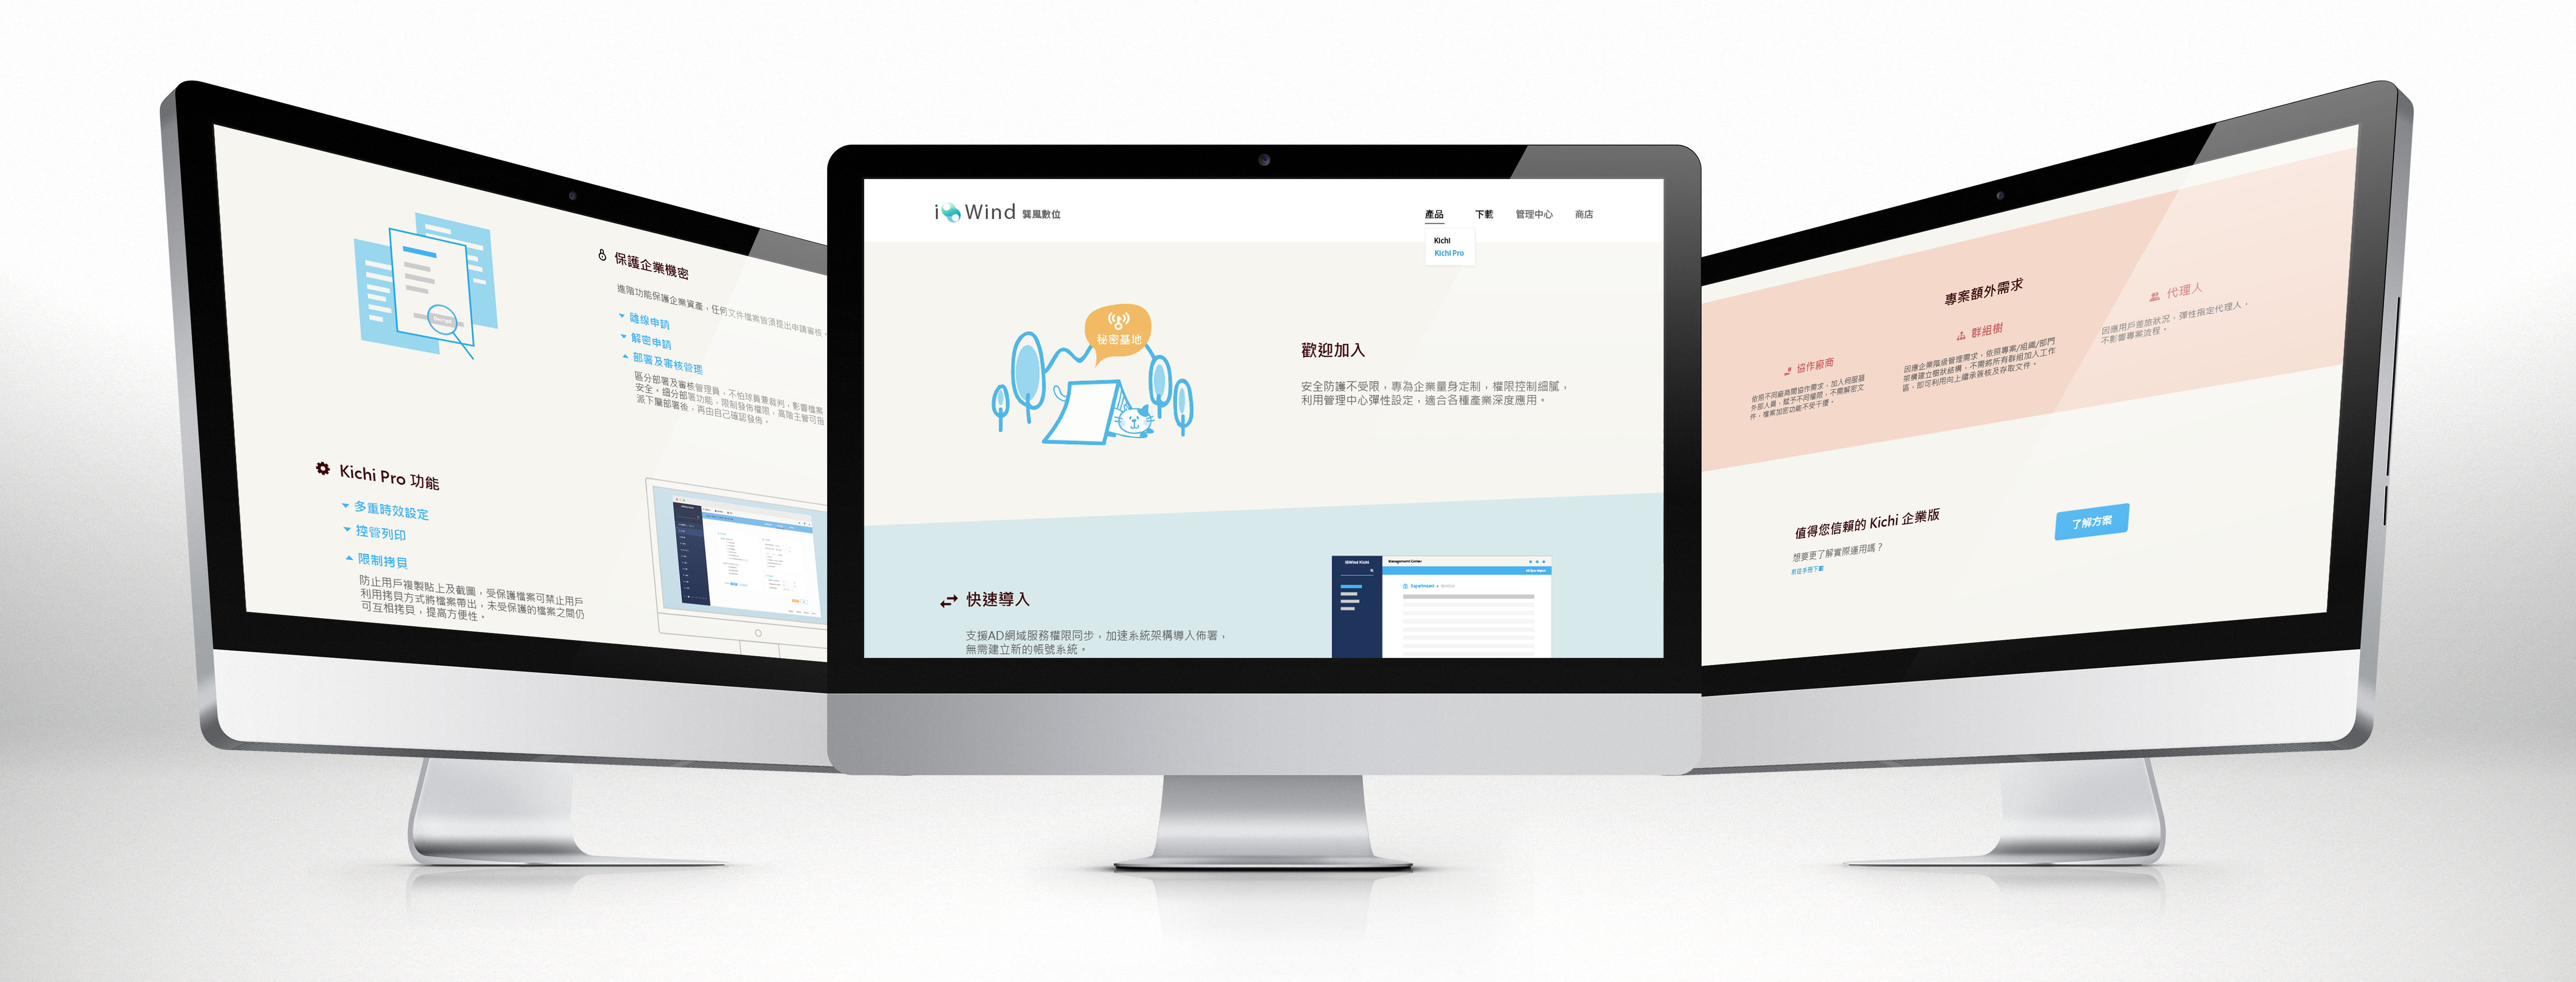 保護企業機密
進階功能保護企業資產，任何文件檔案皆須提出申請審核。
離線申請
解密申請
部署及審核管理
區分部署及審核管理員，不怕球員兼裁判，影響檔案
安全。細分部署功能，限制發佈權限，高階主管可指
派下屬部署後，再由自己確認發佈。
Kichi Pro 功能
多重時效設定
控管列印
限制拷貝
防止用戶複製貼上及截圖，受保護檔案可禁止用戶
利用拷貝方式將檔案帶出，未受保護的檔案之間仍
可互相拷貝，提高方便性。
i Wind 巽風數位
產品 下載 管理中心 商店
Kichi
Kichi Pro
秘密基地
歡迎加入
安全防護不受限，專為企業量身定制，權限控制細膩，
利用管理中心彈性設定，適合各種產業深度應用。
快速導入
支援AD網域服務權限同步，加速系統架構導入佈署，
無需建立新的帳號系統。
Management Center
Department
專案額外需求
協作廠商
依照不同廠商間協作需求，加入伺服器
外部人員，賦予不同權限，不需解密文
件，檔案加密功能不受干擾。
群組樹
因應企業階級管理需求，依照專案/組織/部門
架構建立樹狀結構，不需將所有群組加入工作
區，即可利用向上繼承簽核及存取文件。
代理人
因應用戶差旅狀況，彈性指定代理人，
不影響專案流程。
值得您信賴的 Kichi 企業版
想要更了解實際運用嗎？
前往手冊下載
了解方案